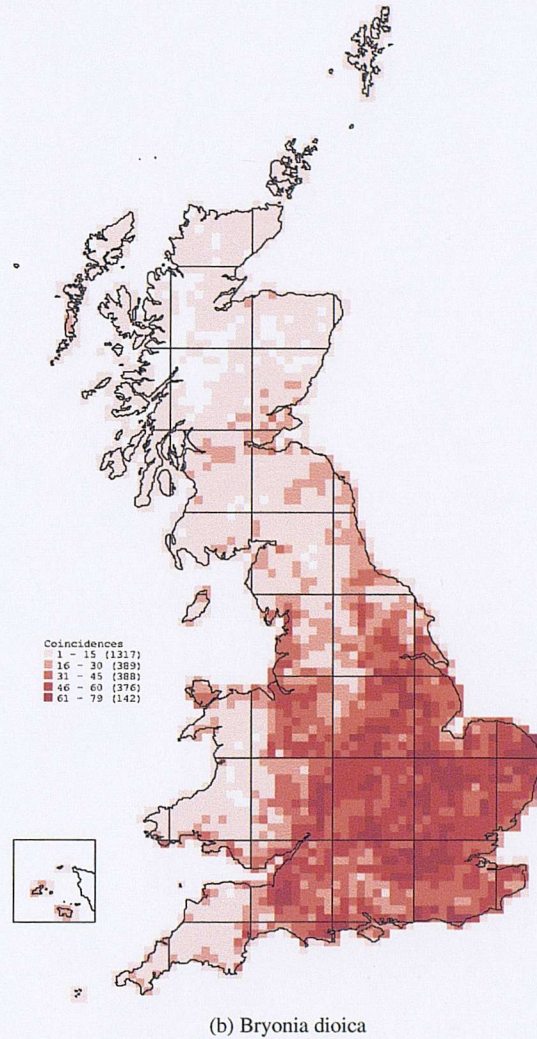 Coincidences
1 - 15 (1317)
16 - 30 (389)
31 - 45 (388)
46 - 60 (376)
61 - 79 (142)
(b) Bryonia dioica